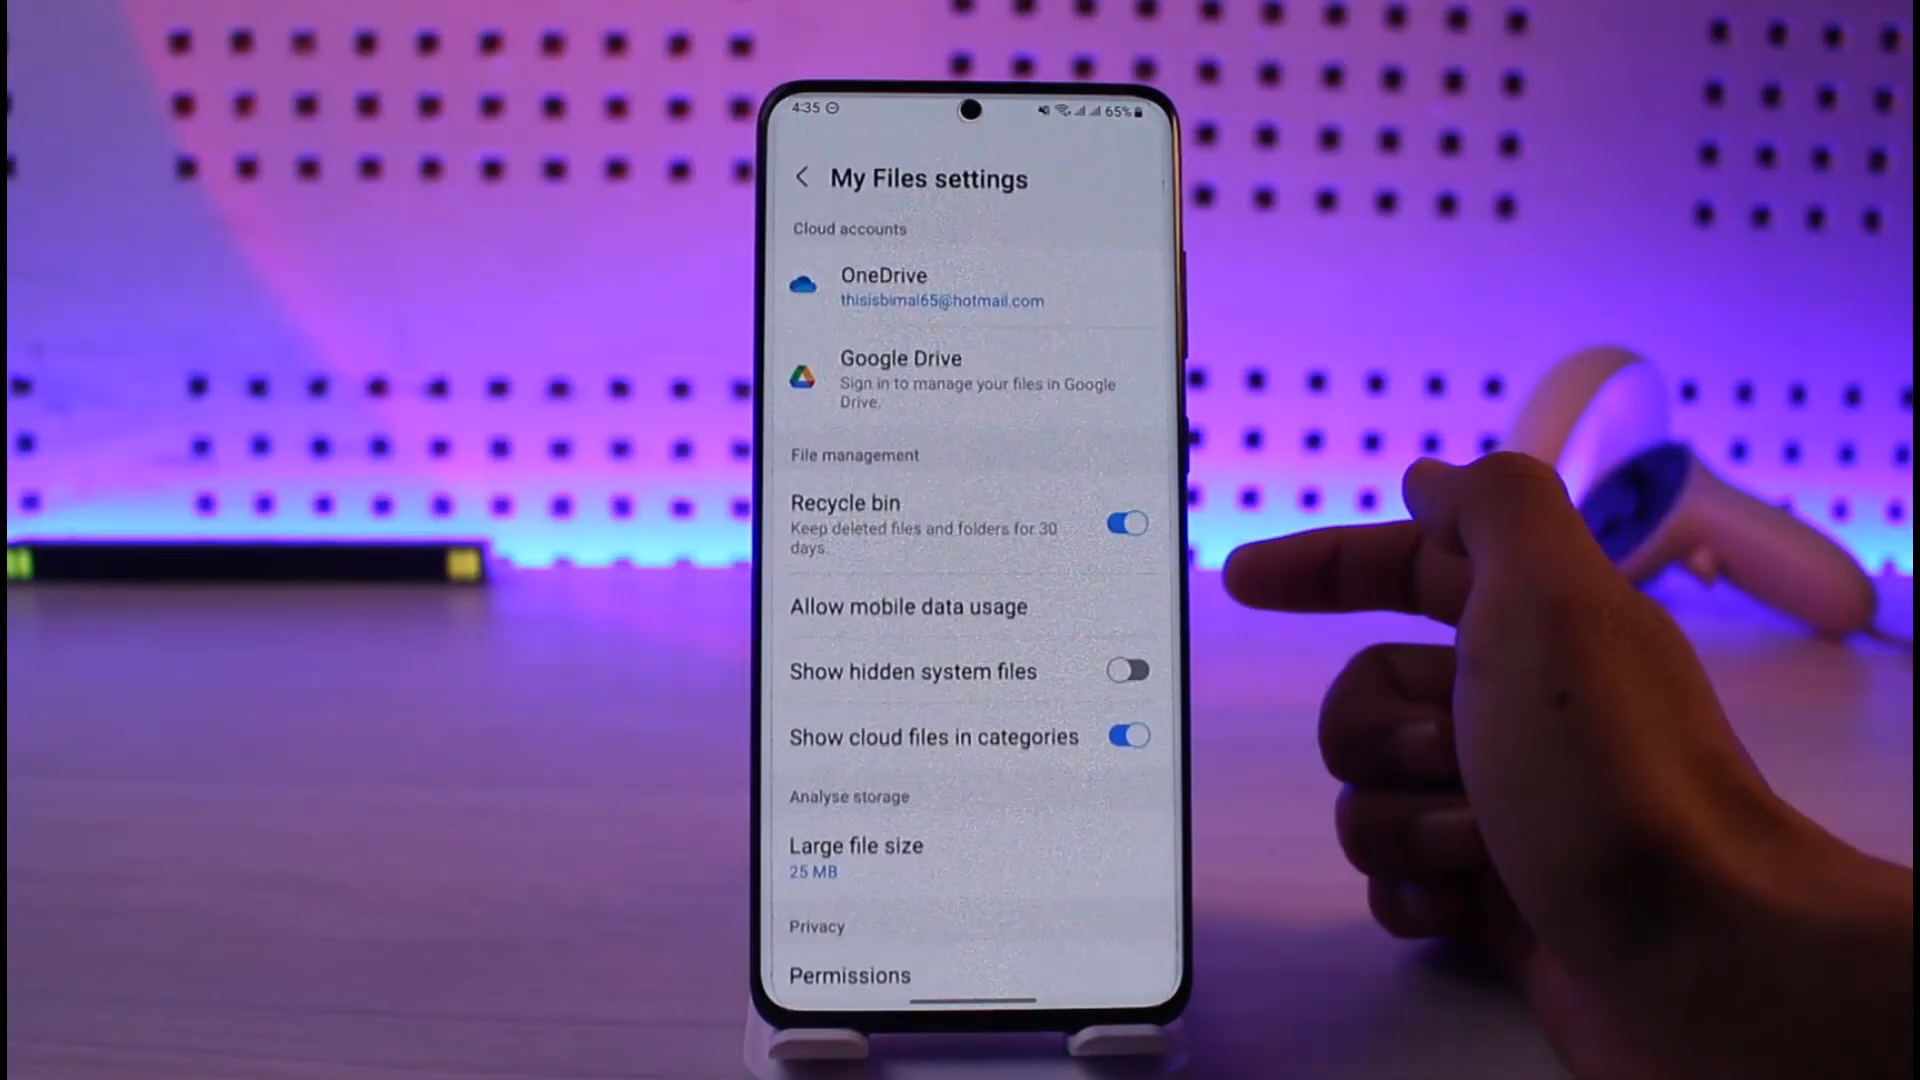 4:35
65%
My Files settings
Cloud accounts
OneDrive
thisisbimal65@hotmail.com
Google Drive
Sign in to manage your files in Google
Drive.
File management
Recycle bin
Keep deleted files and folders for 30
days.
Allow mobile data usage
Show hidden system files
Show cloud files in categories
Analyse storage
Large file size
25 MB
Privacy
Permissions